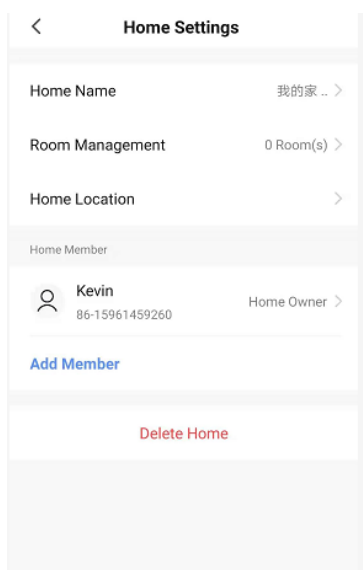 Home Settings
Home Name 我的家 ..
Room Management 0 Room(s)
Home Location
Home Member
Kevin
86-15961459260
Home Owner
Add Member
Delete Home